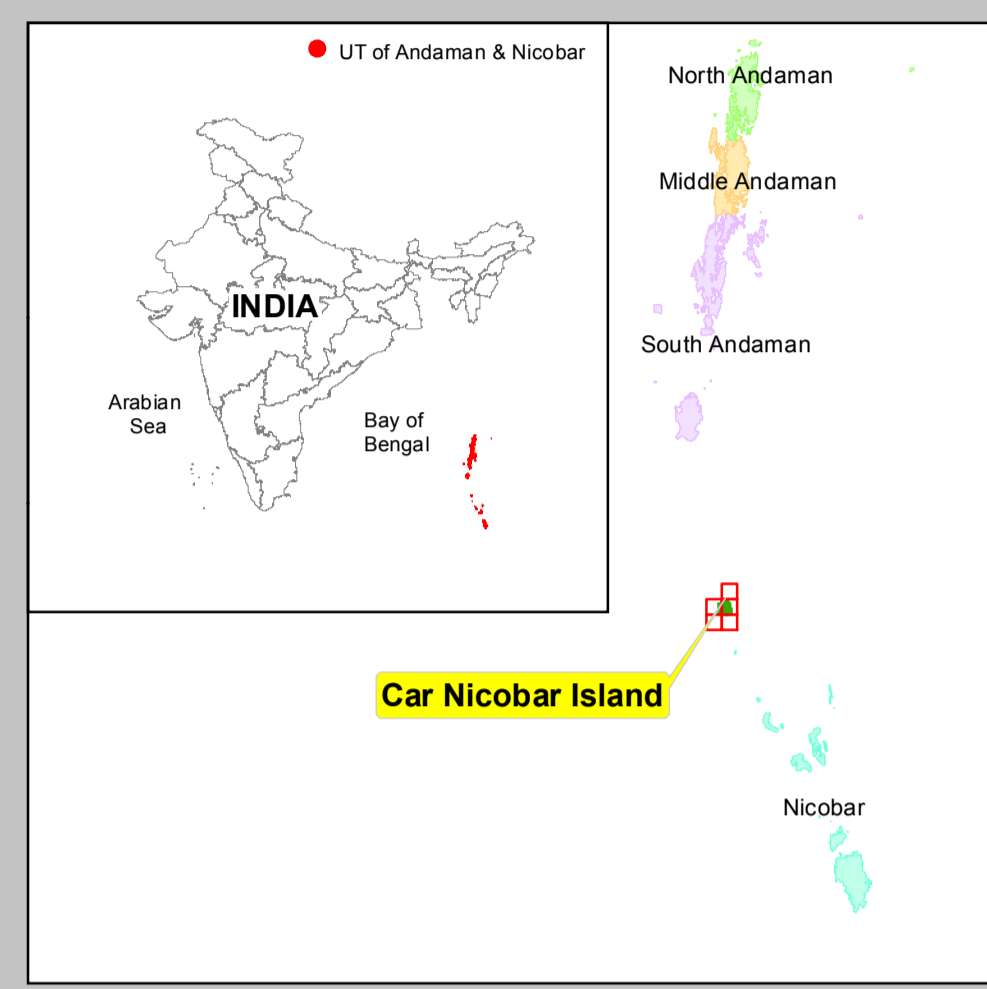 UT of Andaman & Nicobar
INDIA
Arabian
Sea
Bay of
Bengal
North Andaman
Middle Andaman
South Andaman
Car Nicobar Island
Nicobar